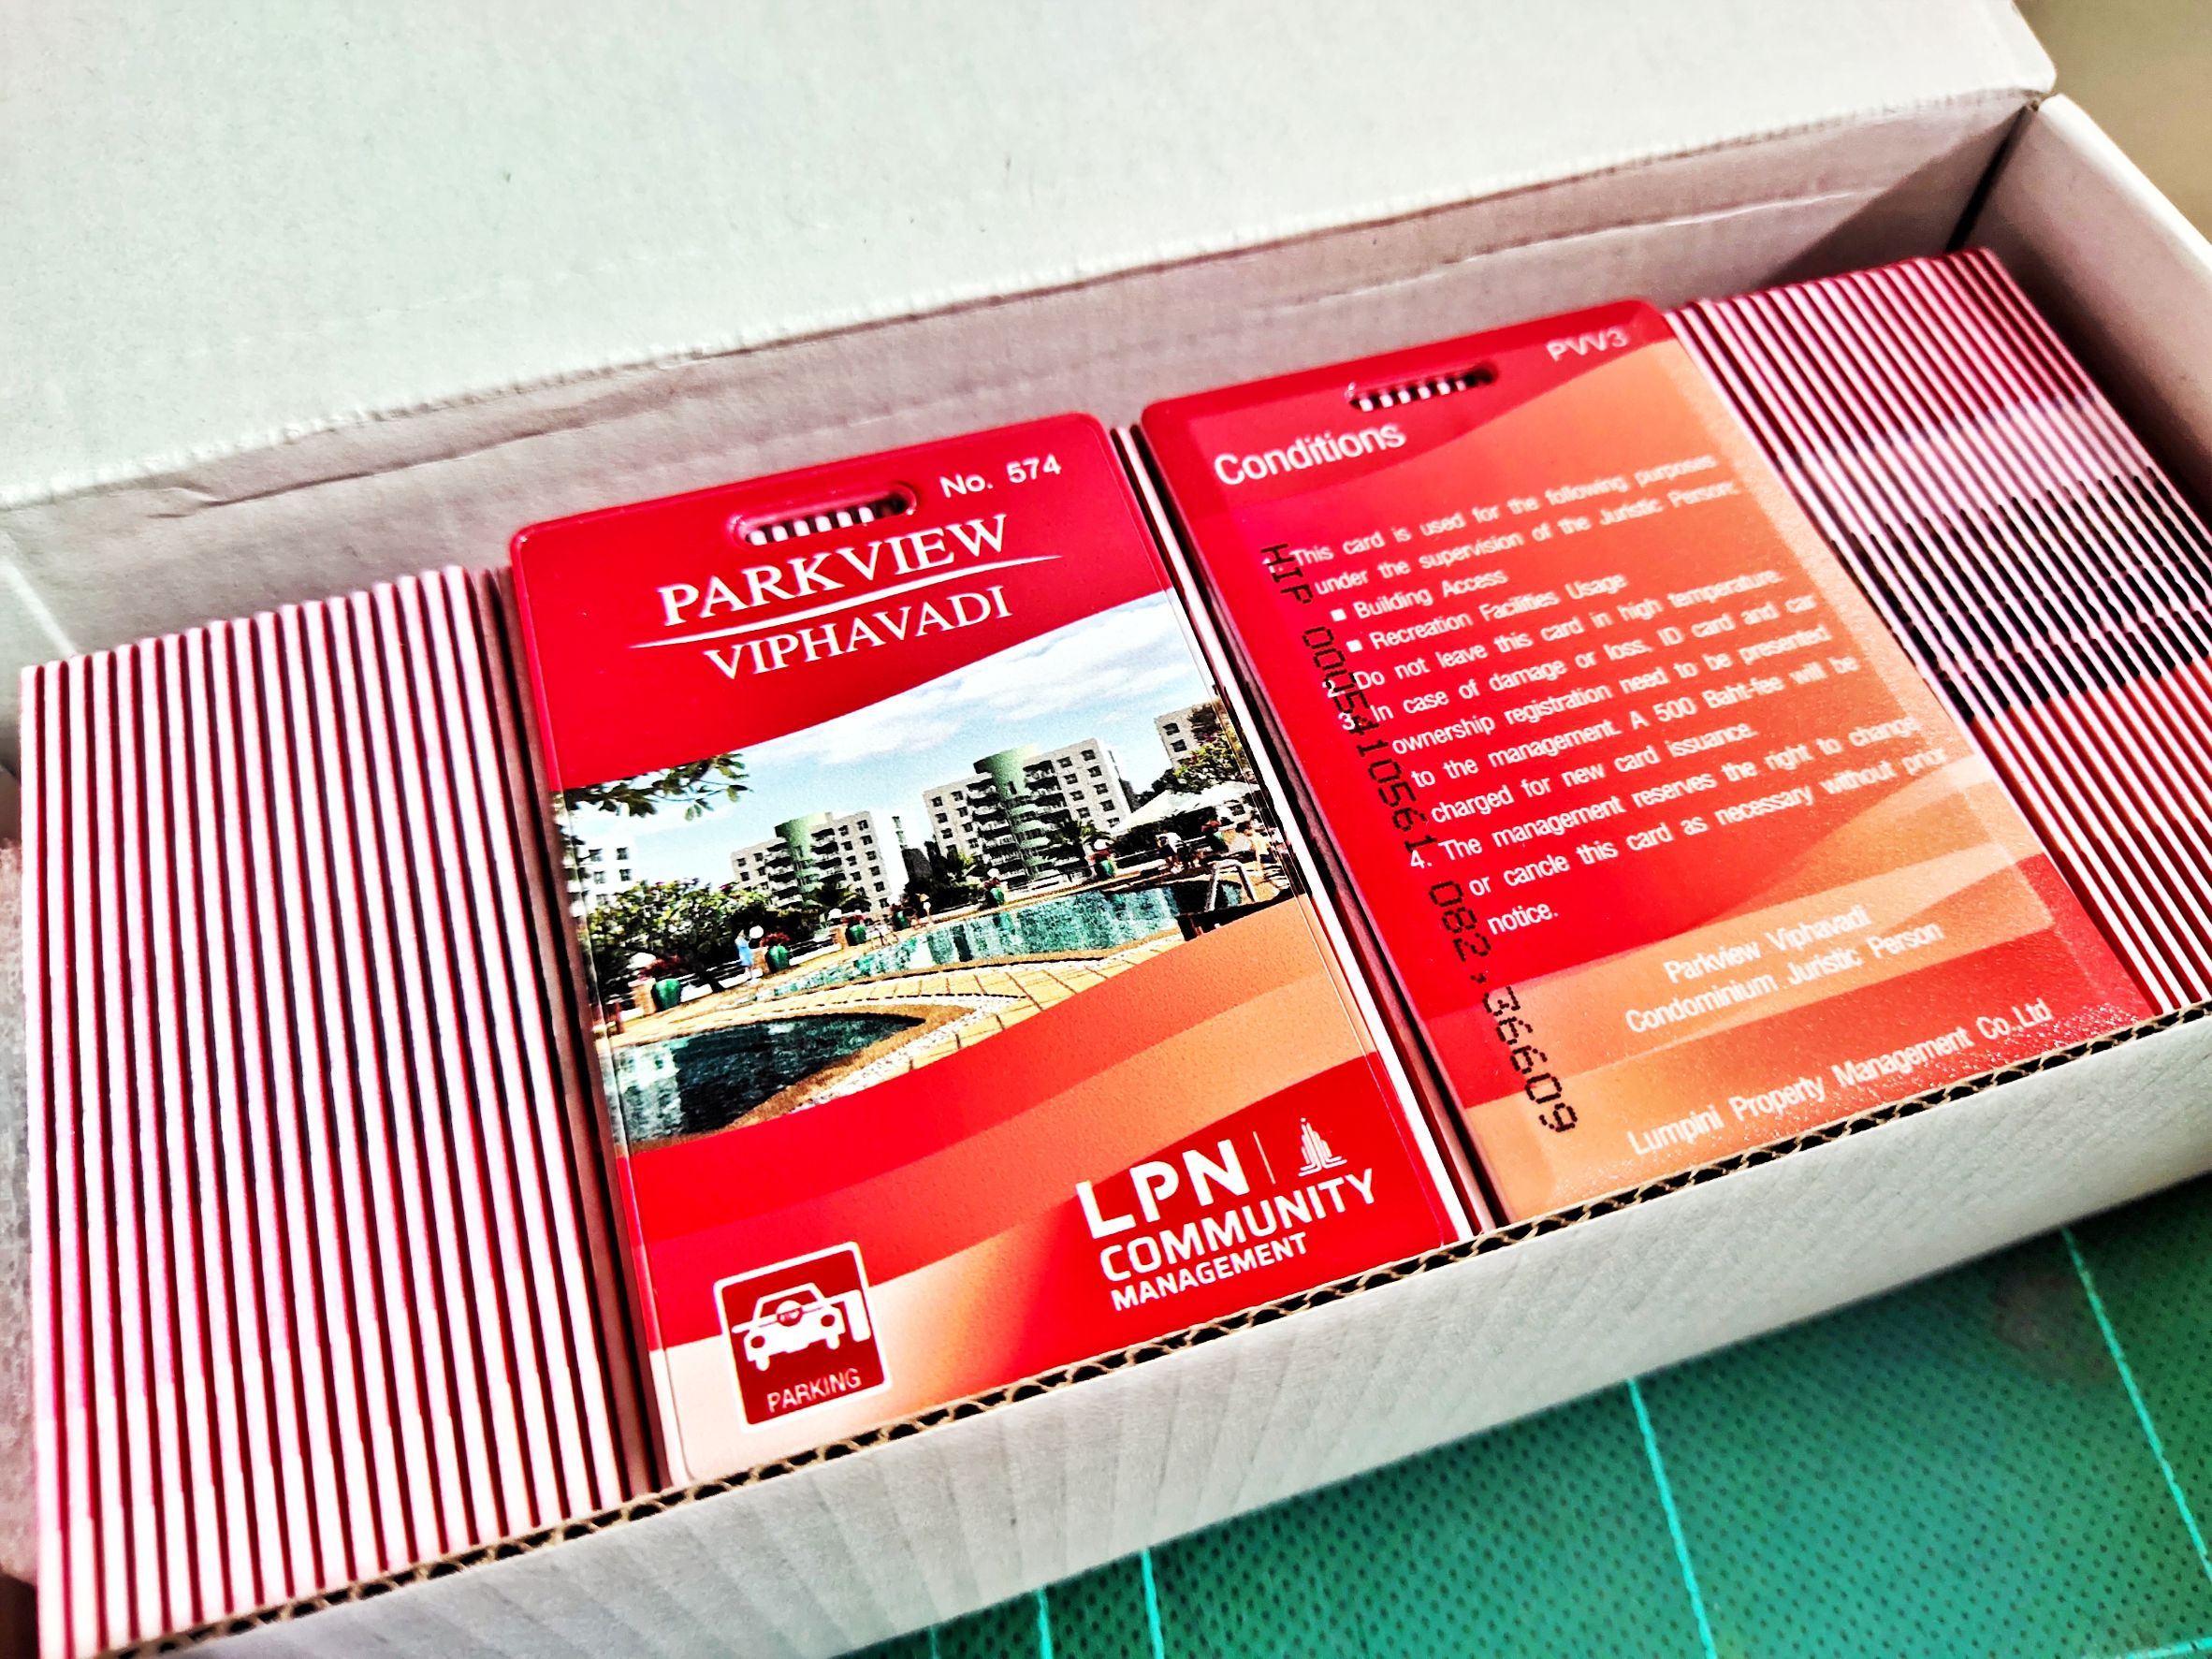 No. 574
PARKVIEW
VIPHAVADI
LPN
COMMUNITY
MANAGEMENT
PARKING
PVV3
Conditions
1. This card is used for the following purposes
under the supervision of the Juristic Person;
■ Building Access
■ Recreation Facilities Usage
2. Do not leave this card in high temperature.
3. In case of damage or loss, ID card and car
ownership registration need to be presented
to the management. A 500 Baht-fee will be
charged for new card issuance.
4. The management reserves the right to change
or cancle this card as necessary without prior
notice.
Parkview Viphavadi
Condominium Juristic Person
Lumpini Property Management Co.,Ltd
HIP 0005410561 082,36609